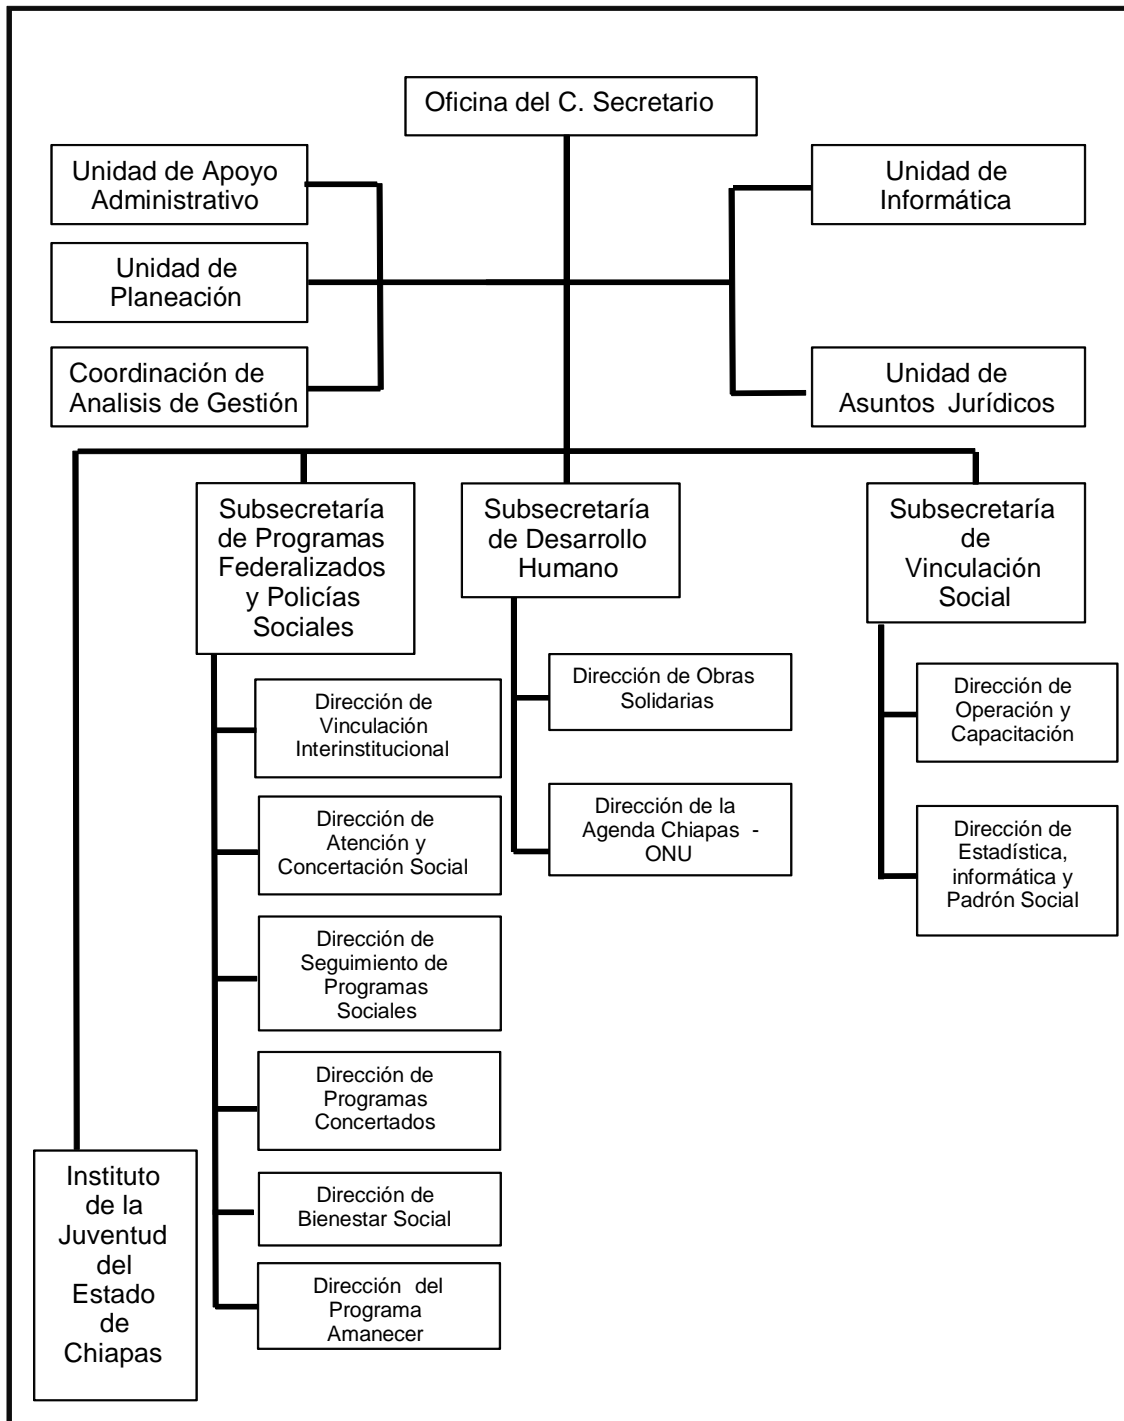 Oficina del C. Secretario
Unidad de Apoyo
Administrativo
Unidad de
Informática
Unidad de
Planeación
Coordinación de
Analisis de Gestión
Unidad de
Asuntos Jurídicos
Subsecretaría
de Programas
Federalizados
y Policías
Sociales
Subsecretaría
de Desarrollo
Humano
Subsecretaría
de
Vinculación
Social
Dirección de
Vinculación
Interinstitucional
Dirección de
Atención y
Concertación Social
Dirección de
Seguimiento de
Programas
Sociales
Dirección de
Programas
Concertados
Dirección de
Bienestar Social
Dirección del
Programa
Amanecer
Dirección de Obras
Solidarias
Dirección de la
Agenda Chiapas -
ONU
Dirección de
Operación y
Capacitación
Dirección de
Estadística,
informática y
Padrón Social
Instituto
de la
Juventud
del
Estado
de
Chiapas